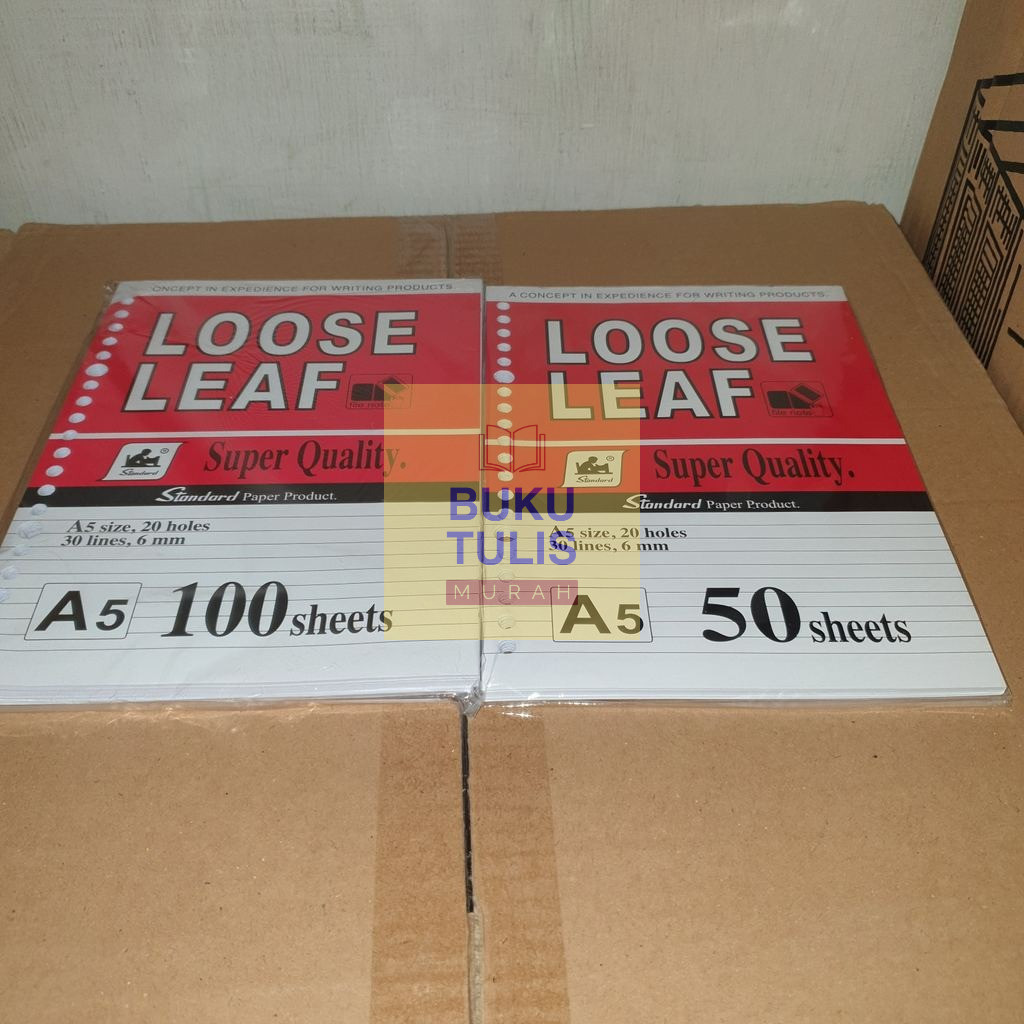 ONCEPT IN EXPEDIENCE FOR WRITING PRODUCTS
LOOSE
LEAF
file note
Standard
Super Quality.
Standard Paper Product.
A5 size, 20 holes
30 lines, 6 mm
A5 100 sheets
A CONCEPT IN EXPEDIENCE FOR WRITING PRODUCTS.
LOOSE
LEAF
file note
Standard
Super Quality.
Standard Paper Product.
A5 size, 20 holes
30 lines, 6 mm
A5 50 sheets
BUKU
TULIS
MURAH